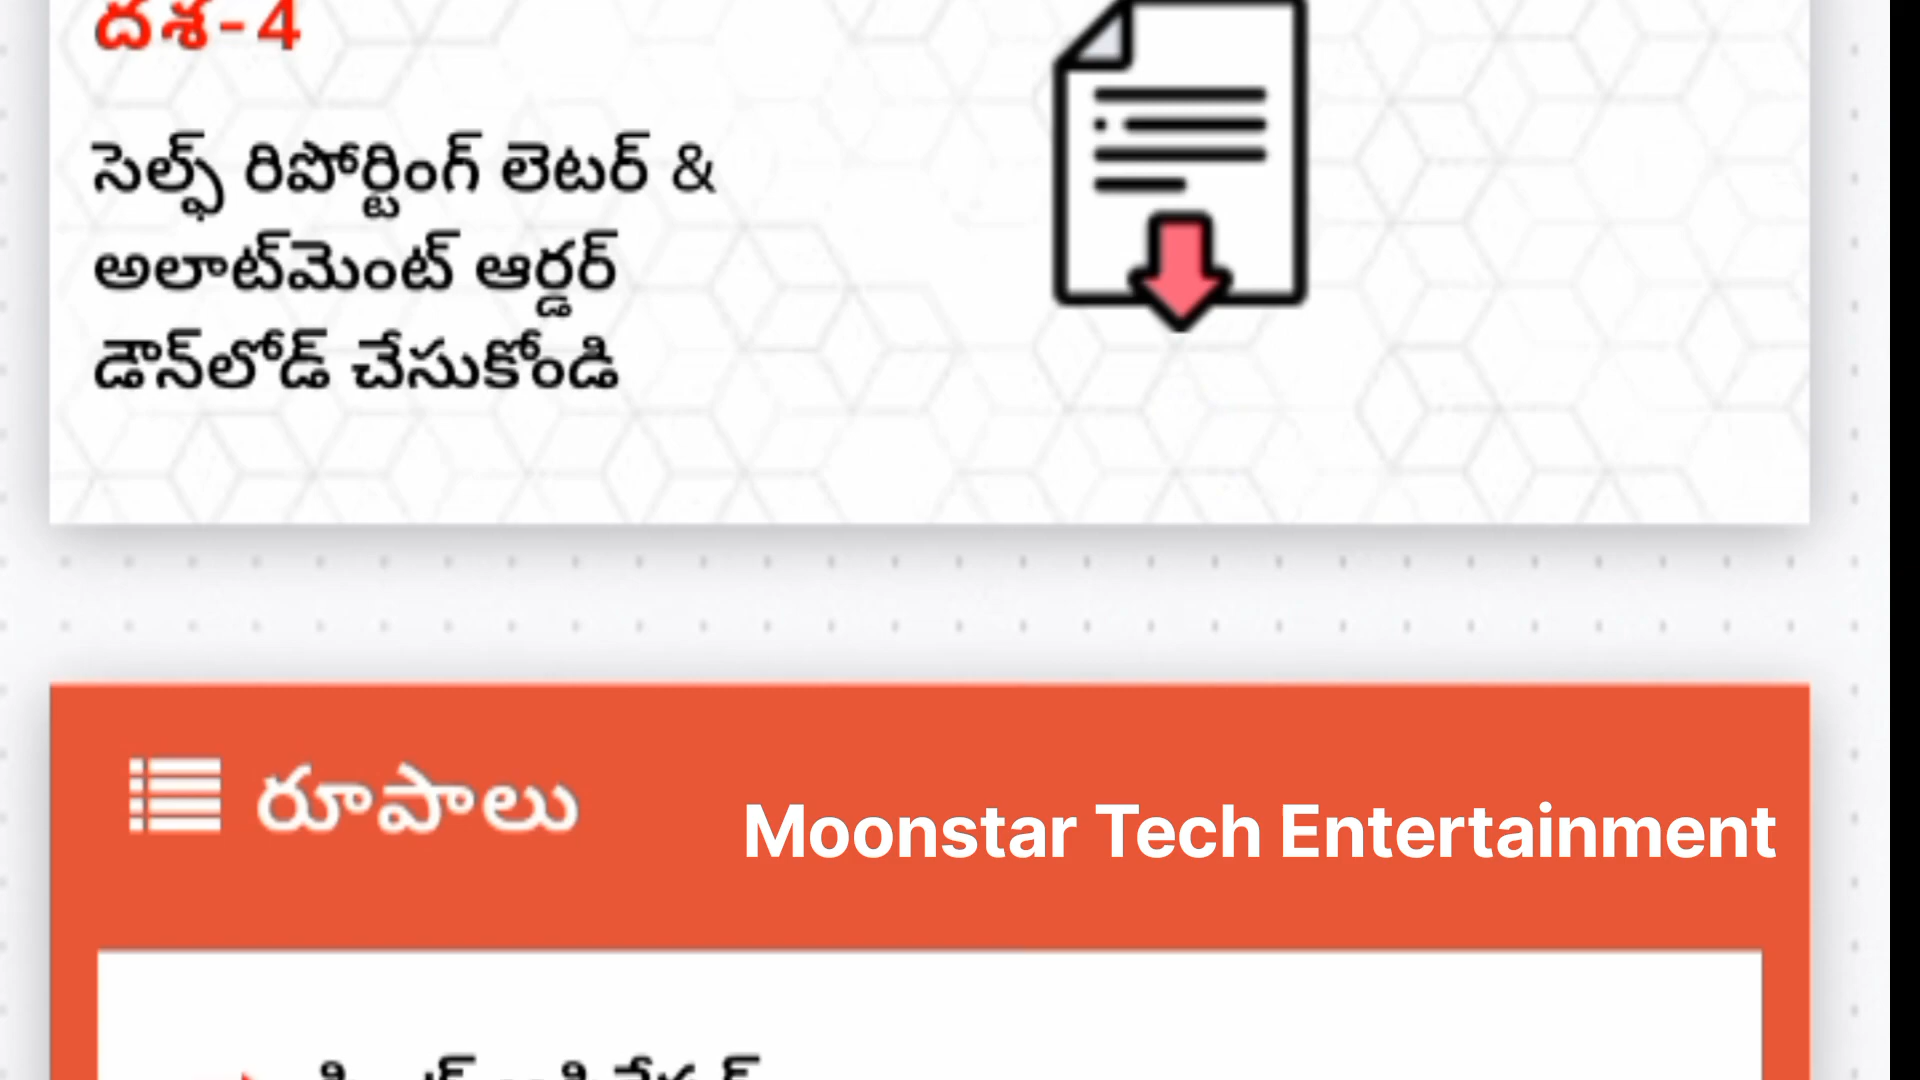 దశ-4
సెల్ఫ్ రిపోర్టింగ్ లెటర్ &
అలాట్‌మెంట్ ఆర్డర్
డౌన్‌లోడ్ చేసుకోండి
రూపాలు
Moonstar Tech Entertainment